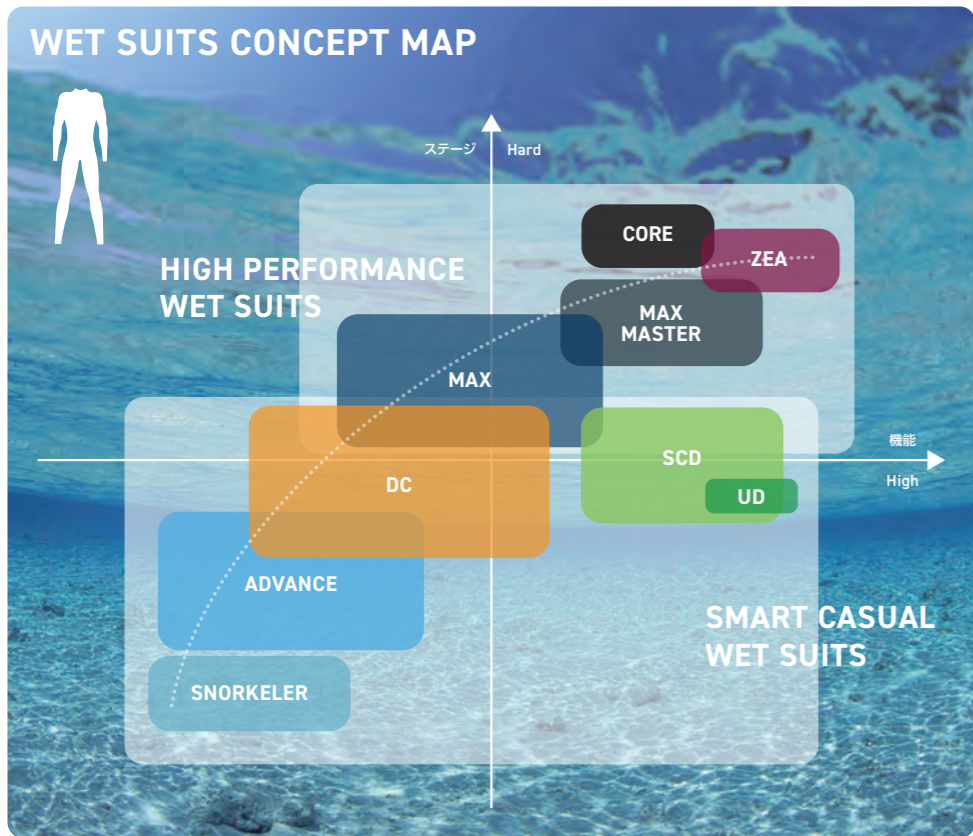 WET SUITS CONCEPT MAP
ステージ
Hard
CORE
ZEA
HIGH PERFORMANCE
WET SUITS
MAX
MASTER
MAX
機能
High
SCD
DC
UD
ADVANCE
SMART CASUAL
WET SUITS
SNORKELER